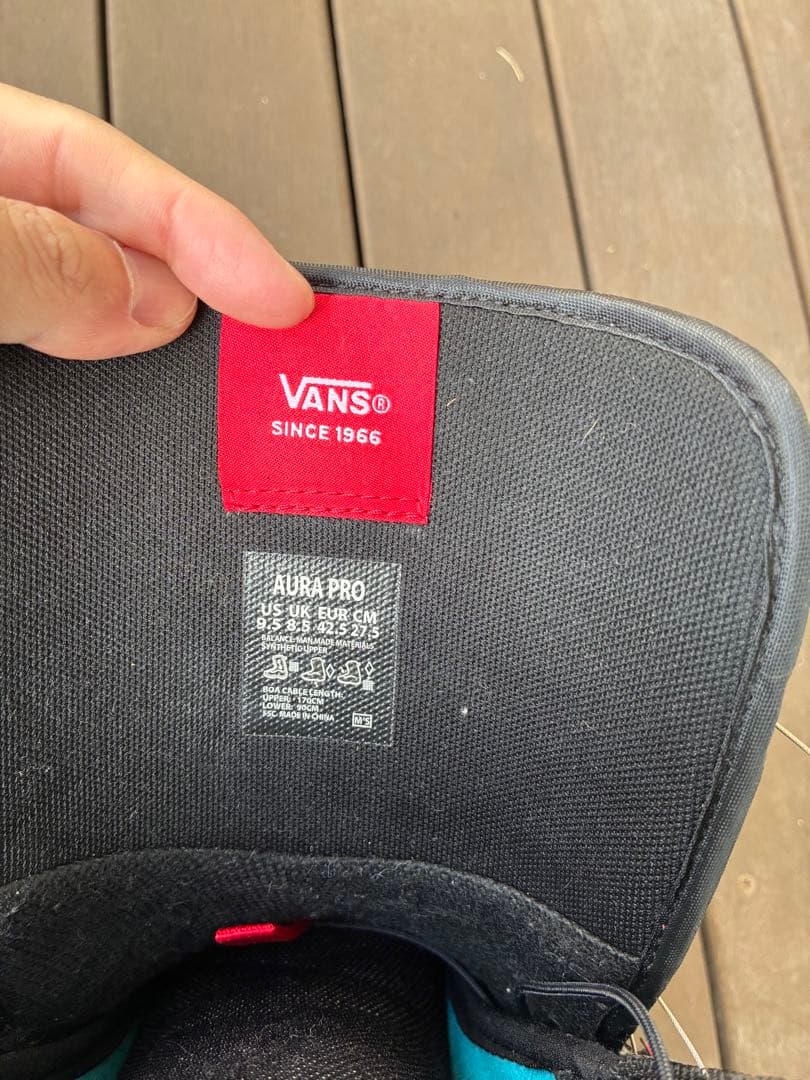 VANS®
SINCE 1966
AURA PRO
US UK EUR CM
9.5 8.5 42.5 27.5
BALANCE: MAN MADE MATERIALS
SYNTHETIC UPPER
BOA CABLE LENGTH:
UPPER: 170CM
LOWER: 90CM
FSC: MADE IN CHINA
M'S